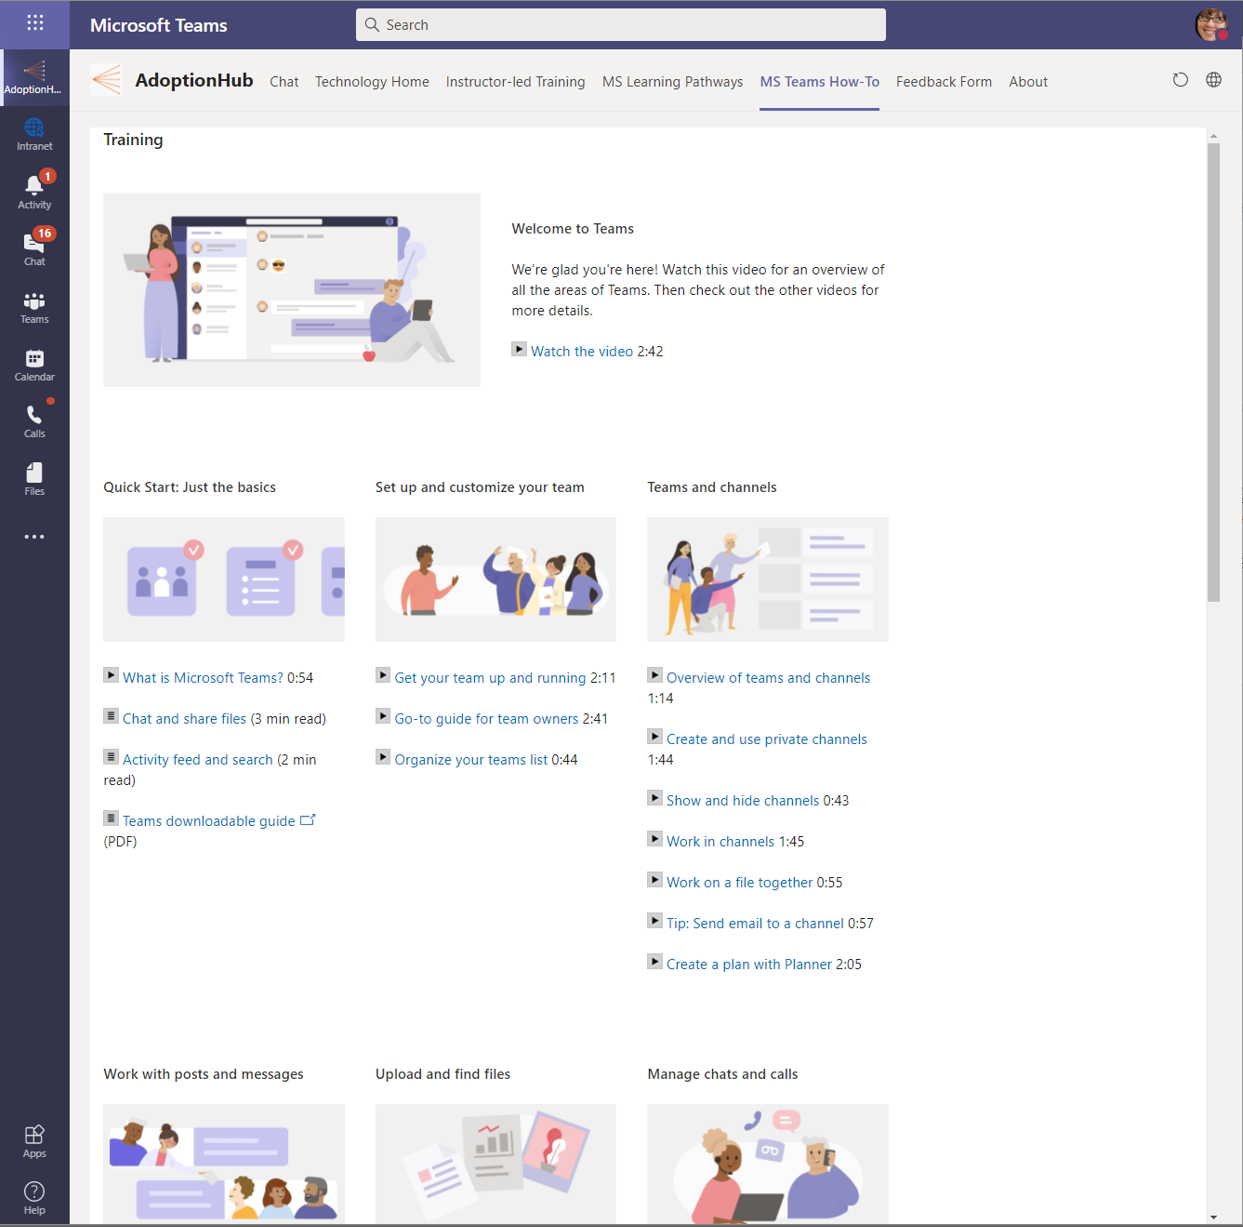 Microsoft Teams
Search
AdoptionH...
AdoptionHub
Chat
Technology Home
Instructor-led Training
MS Learning Pathways
MS Teams How-To
Feedback Form
About
Intranet
1
Activity
16
Chat
Teams
Calendar
Calls
Files
Apps
Help
Training
Welcome to Teams
We're glad you're here! Watch this video for an overview of
all the areas of Teams. Then check out the other videos for
more details.
Watch the video 2:42
Quick Start: Just the basics
What is Microsoft Teams? 0:54
Chat and share files (3 min read)
Activity feed and search (2 min
read)
Teams downloadable guide
(PDF)
Set up and customize your team
Get your team up and running 2:11
Go-to guide for team owners 2:41
Organize your teams list 0:44
Teams and channels
Overview of teams and channels
1:14
Create and use private channels
1:44
Show and hide channels 0:43
Work in channels 1:45
Work on a file together 0:55
Tip: Send email to a channel 0:57
Create a plan with Planner 2:05
Work with posts and messages
Upload and find files
Manage chats and calls